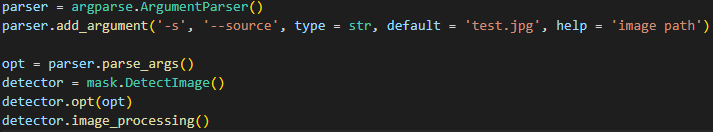 parser = argparse.ArgumentParser()
parser.add_argument('-s', '--source', type = str, default = 'test.jpg', help = 'image path')
opt = parser.parse_args()
detector = mask.DetectImage()
detector.opt(opt)
detector.image_processing()